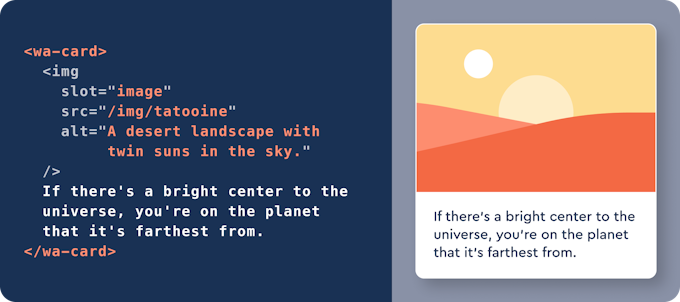 <wa-card>
<img
slot="image"
src="/img/tatooine"
alt="A desert landscape with
twin suns in the sky."
/>
If there's a bright center to the
universe, you're on the planet
that it's farthest from.
</wa-card>
If there's a bright center to the
universe, you're on the planet
that it's farthest from.